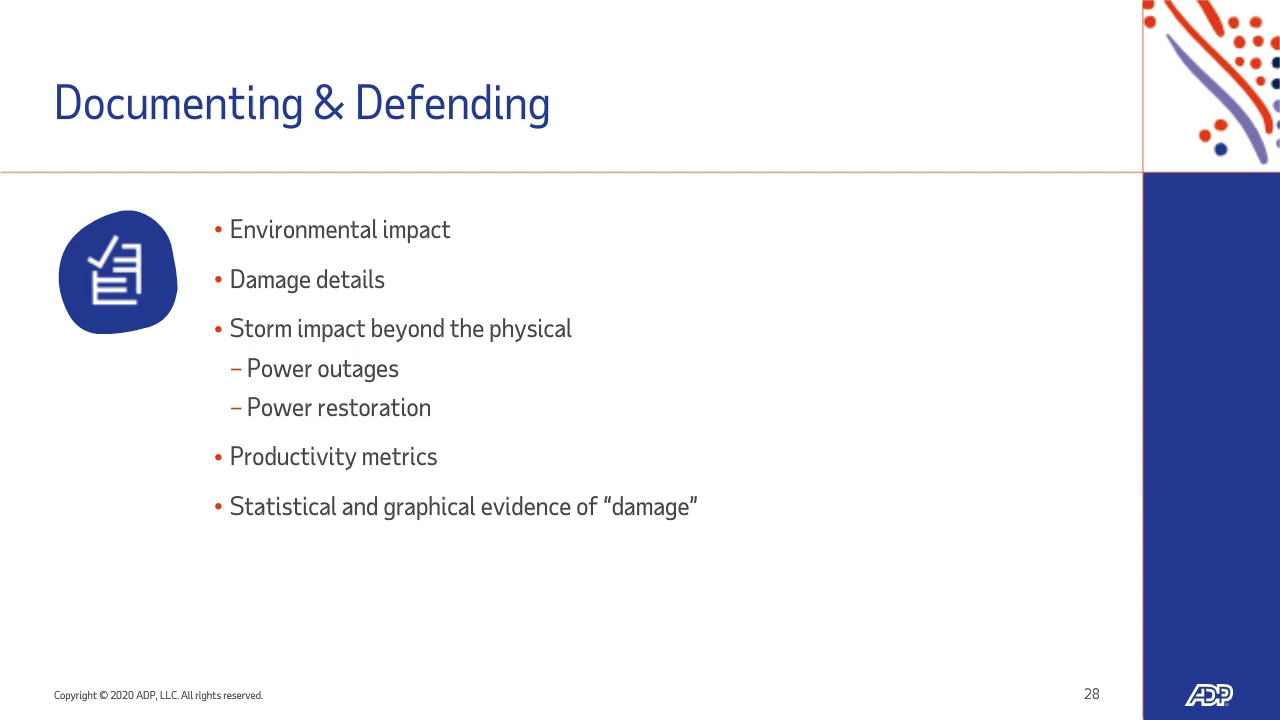 Documenting & Defending
• Environmental impact
• Damage details
• Storm impact beyond the physical
– Power outages
– Power restoration
• Productivity metrics
• Statistical and graphical evidence of “damage”
Copyright © 2020 ADP, LLC. All rights reserved.
28
ADP